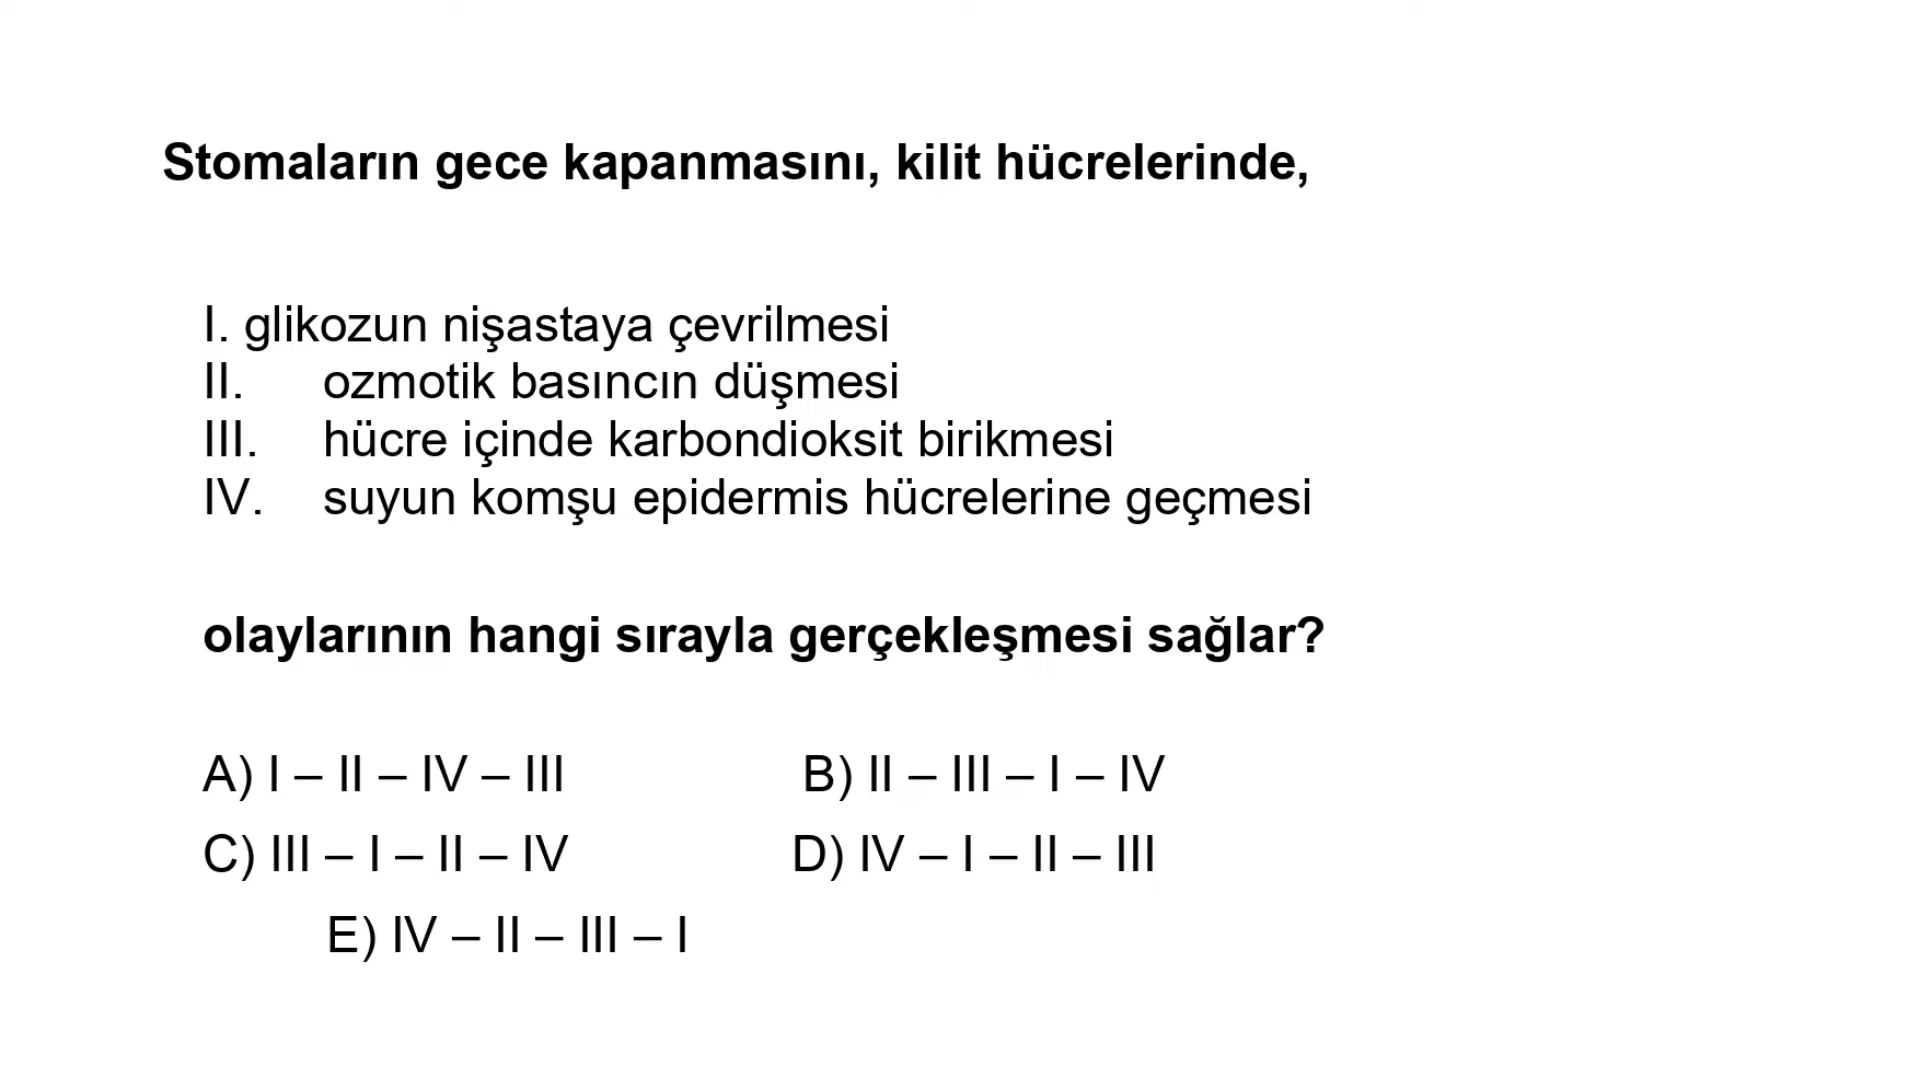 Stomaların gece kapanmasını, kilit hücrelerinde,
I. glikozun nişastaya çevrilmesi
II. ozmotik basıncın düşmesi
III. hücre içinde karbondioksit birikmesi
IV. suyun komşu epidermis hücrelerine geçmesi
olaylarının hangi sırayla gerçekleşmesi sağlar?
A) I – II – IV – III B) II – III – I – IV
C) III – I – II – IV D) IV – I – II – III
E) IV – II – III – I